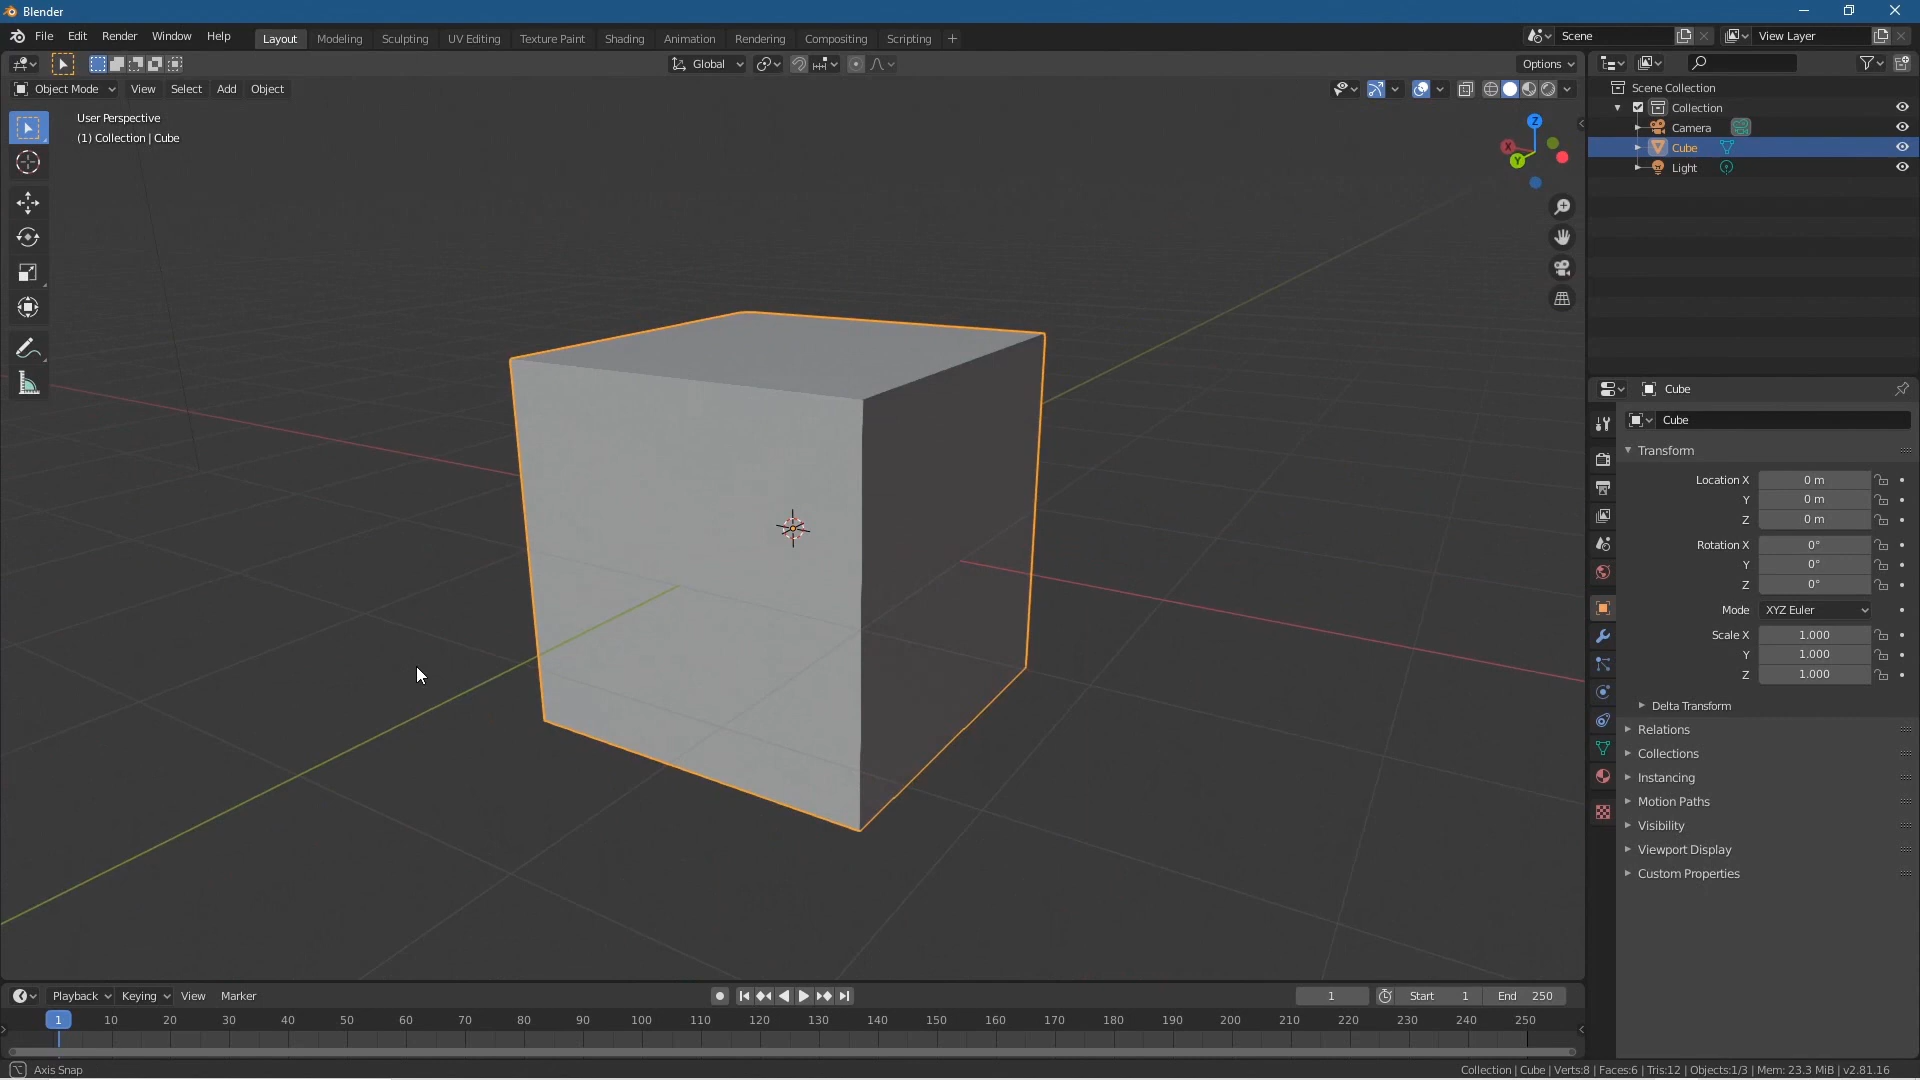 Blender
File Edit Render Window Help Layout Modeling Sculpting UV Editing Texture Paint Shading Animation Rendering Compositing Scripting + Scene View Layer
Global Options
Object Mode View Select Add Object
User Perspective
(1) Collection | Cube
Z
X
Y
Scene Collection
Collection
Camera
Cube
Light
Cube
Cube
Transform
Location X 0 m
Y 0 m
Z 0 m
Rotation X 0°
Y 0°
Z 0°
Mode XYZ Euler
Scale X 1.000
Y 1.000
Z 1.000
Delta Transform
Relations
Collections
Instancing
Motion Paths
Visibility
Viewport Display
Custom Properties
Playback Keying View Marker 1 Start 1 End 250
1 10 20 30 40 50 60 70 80 90 100 110 120 130 140 150 160 170 180 190 200 210 220 230 240 250
Axis Snap Collection | Cube | Verts:8 | Faces:6 | Tris:12 | Objects:1/3 | Mem: 23.3 MiB | v2.81.16